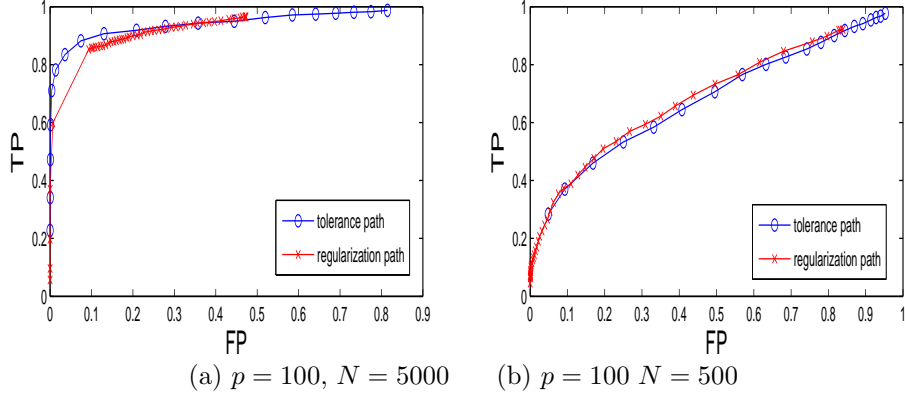 1
0.8
0.6
0.4
0.2
0
TP
0 0.1 0.2 0.3 0.4 0.5 0.6 0.7 0.8 0.9
FP
tolerance path
regularization path
(a) p = 100, N = 5000
1
0.8
0.6
0.4
0.2
0
TP
0 0.1 0.2 0.3 0.4 0.5 0.6 0.7 0.8 0.9 1
FP
tolerance path
regularization path
(b) p = 100 N = 500